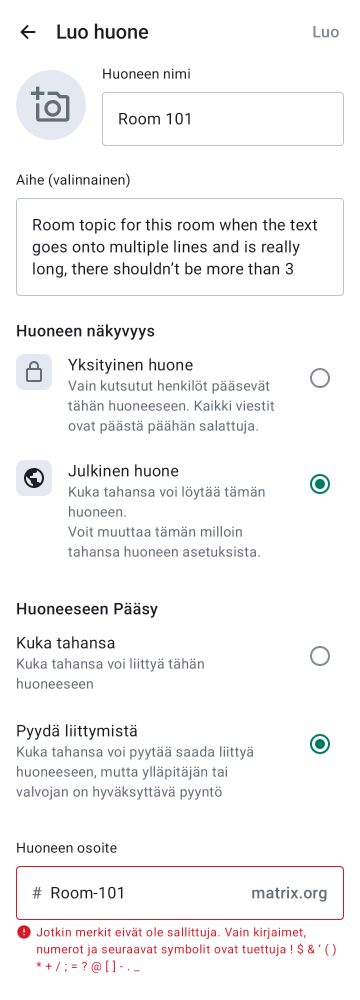 Luo huone
Luo
Huoneen nimi
Room 101
Aihe (valinnainen)
Room topic for this room when the text
goes onto multiple lines and is really
long, there shouldn’t be more than 3
Huoneen näkyvyys
Yksityinen huone
Vain kutsutut henkilöt pääsevät
tähän huoneeseen. Kaikki viestit
ovat päästä päähän salattuja.
Julkinen huone
Kuka tahansa voi löytää tämän
huoneen.
Voit muuttaa tämän milloin
tahansa huoneen asetuksista.
Huoneeseen Pääsy
Kuka tahansa
Kuka tahansa voi liittyä tähän
huoneeseen
Pyydä liittymistä
Kuka tahansa voi pyytää saada liittyä
huoneeseen, mutta ylläpitäjän tai
valvojan on hyväksyttävä pyyntö
Huoneen osoite
# Room-101 matrix.org
Jotkin merkit eivät ole sallittuja. Vain kirjaimet,
numerot ja seuraavat symbolit ovat tuettuja ! $ & ‘ ( )
* + / ; = ? @ [ ] - . _